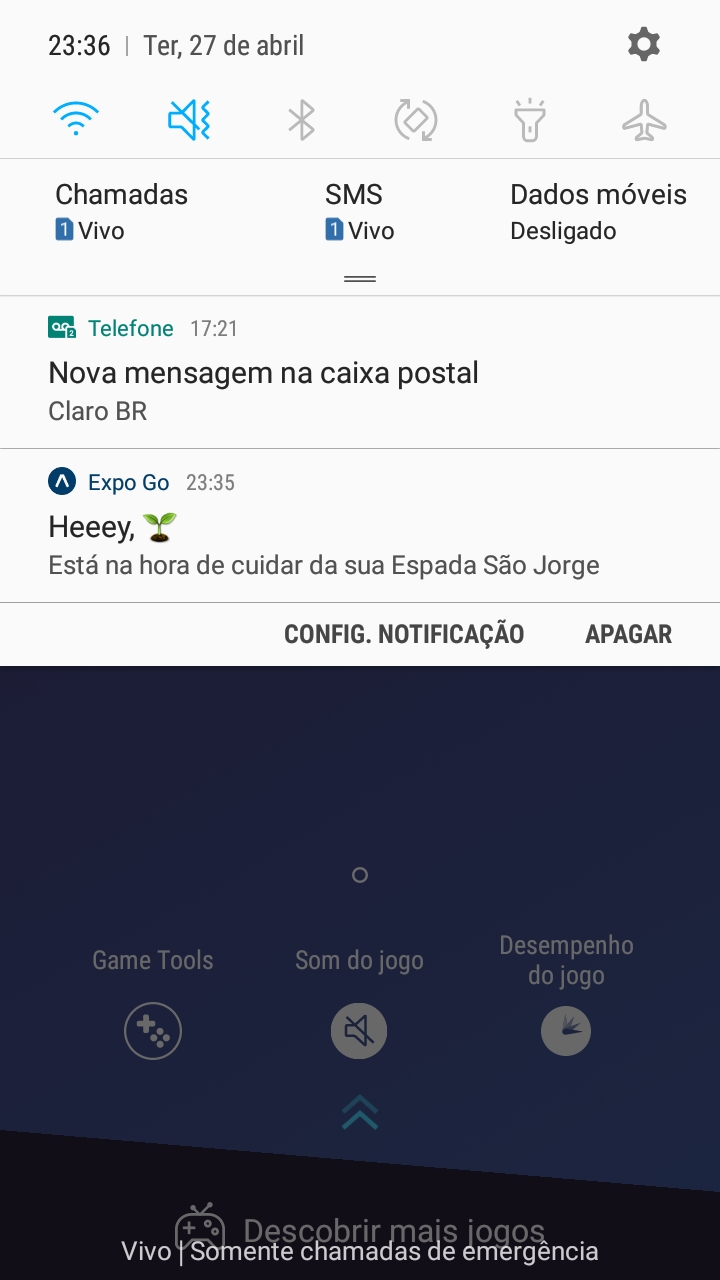 23:36 | Ter, 27 de abril
Chamadas SMS Dados móveis
1 Vivo 1 Vivo Desligado
Telefone 17:21
Nova mensagem na caixa postal
Claro BR
Expo Go 23:35
Heeey, 🌱
Está na hora de cuidar da sua Espada São Jorge
CONFIG. NOTIFICAÇÃO APAGAR
Game Tools Som do jogo Desempenho
do jogo
Descobrir mais jogos
Vivo | Somente chamadas de emergência